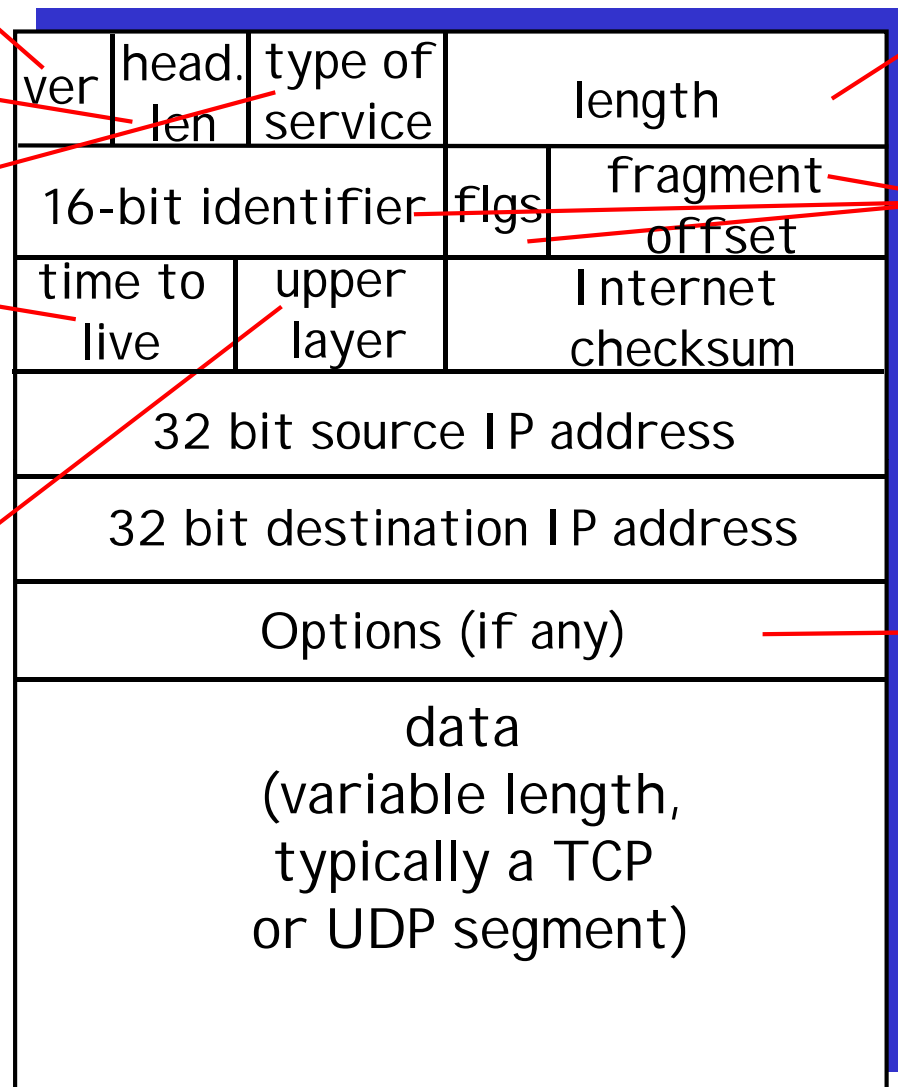 ver
head.
len
type of
service
length
16-bit identifier
flgs
fragment
offset
time to
live
upper
layer
Internet
checksum
32 bit source IP address
32 bit destination IP address
Options (if any)
data
(variable length,
typically a TCP
or UDP segment)